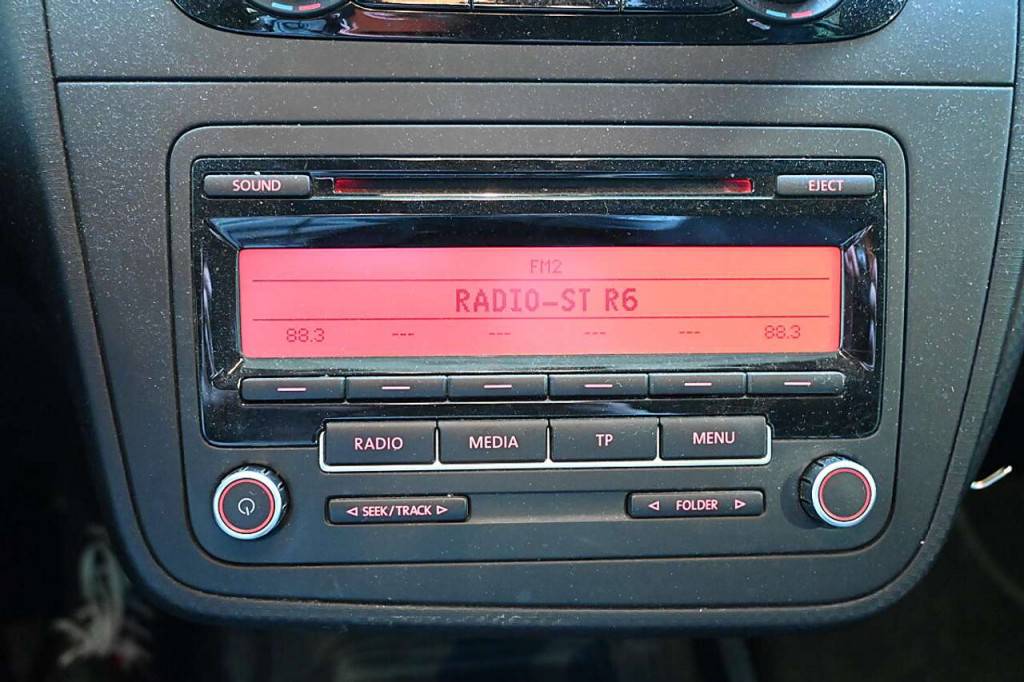 SOUND EJECT
FM2
RADIO-ST R6
88.3 --- --- --- --- 88.3
RADIO MEDIA TP MENU
SEEK/TRACK FOLDER